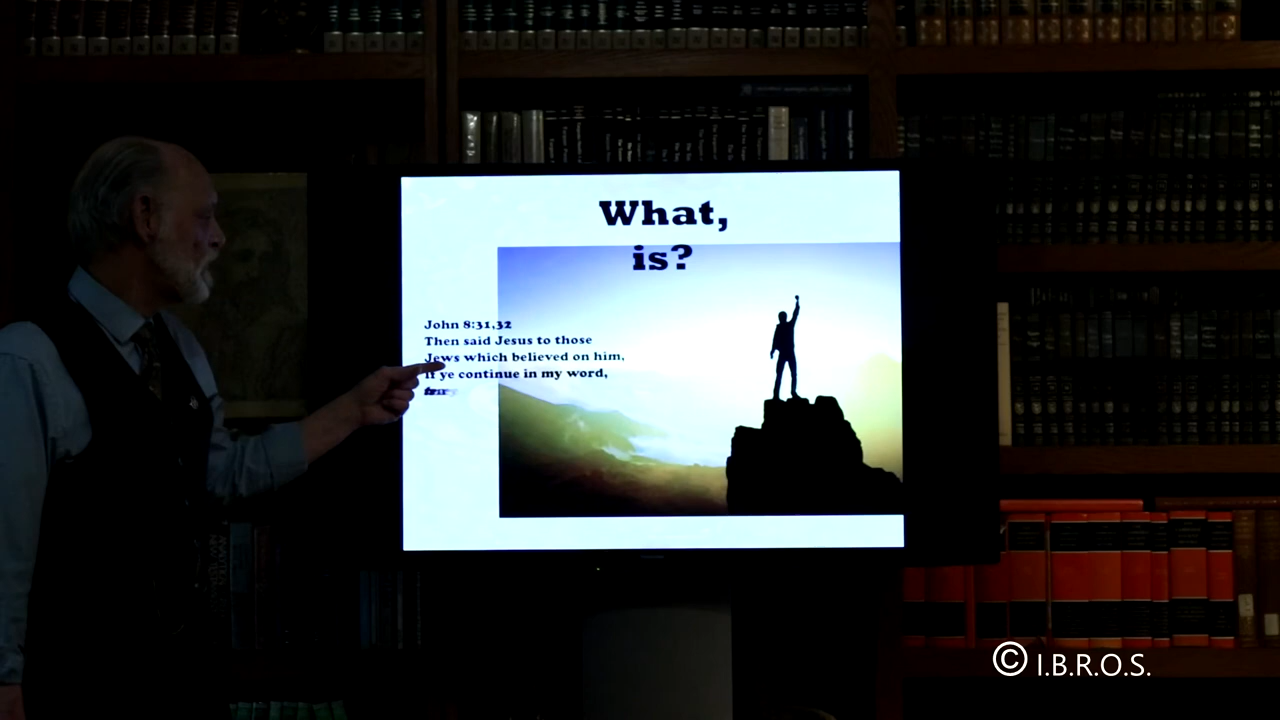 What,
is?
John 8:31,32
Then said Jesus to those
Jews which believed on him,
If ye continue in my word,
© I.B.R.O.S.